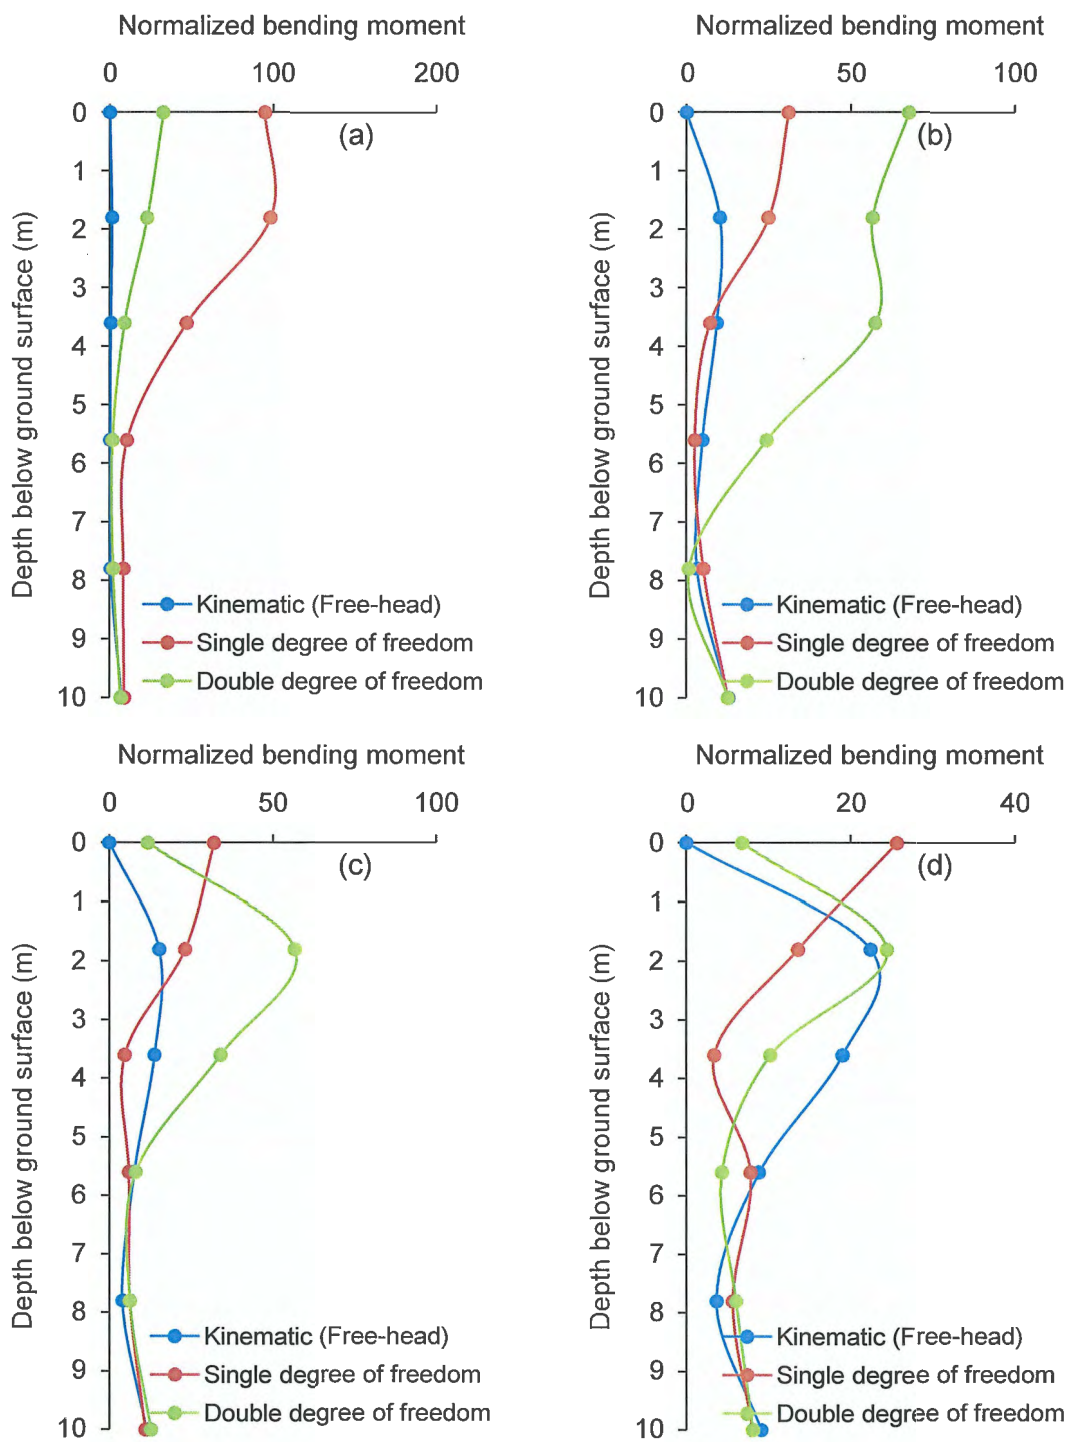 Normalized bending moment
0 100 200
0
(a)
1
2
3
4
5
6
7
8
9
10
Depth below ground surface (m)
Kinematic (Free-head)
Single degree of freedom
Double degree of freedom
Normalized bending moment
0 50 100
0
(b)
1
2
3
4
5
6
7
8
9
10
Depth below ground surface (m)
Kinematic (Free-head)
Single degree of freedom
Double degree of freedom
Normalized bending moment
0 50 100
0
(c)
1
2
3
4
5
6
7
8
9
10
Depth below ground surface (m)
Kinematic (Free-head)
Single degree of freedom
Double degree of freedom
Normalized bending moment
0 20 40
0
(d)
1
2
3
4
5
6
7
8
9
10
Depth below ground surface (m)
Kinematic (Free-head)
Single degree of freedom
Double degree of freedom